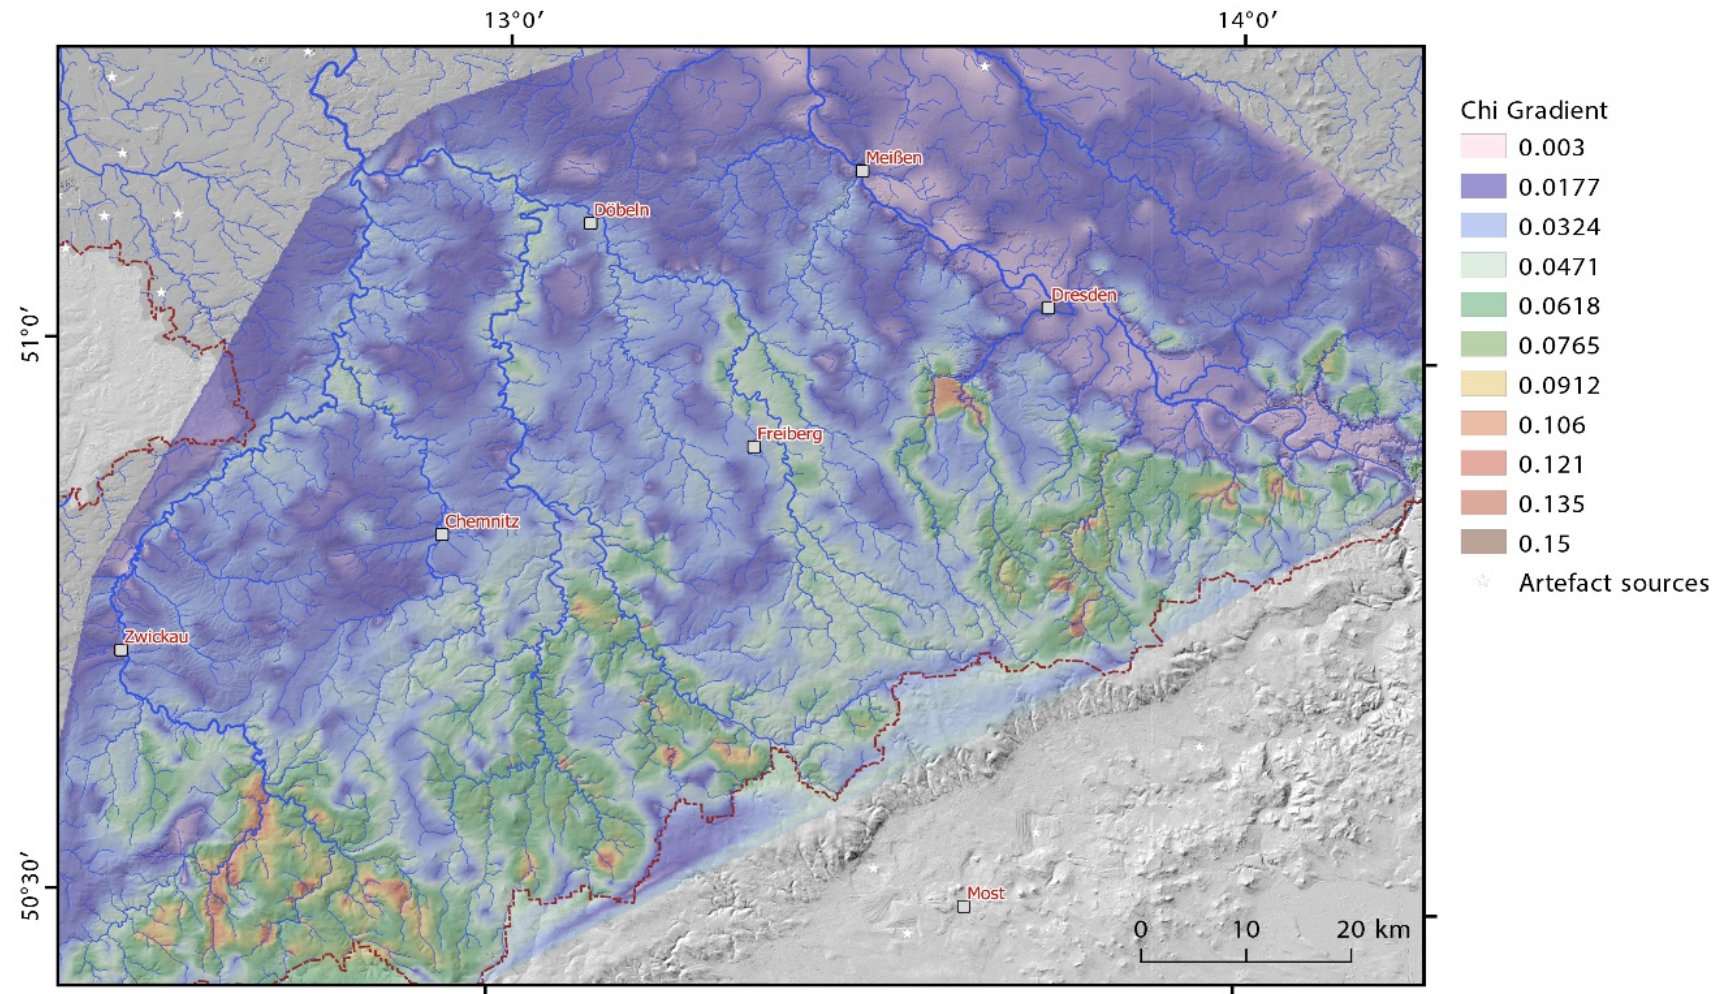 13°0′
14°0′
Meißen
Döbeln
Dresden
51°0′
Freiberg
Chemnitz
Zwickau
50°30′
Most
0 10 20 km
Chi Gradient
0.003
0.0177
0.0324
0.0471
0.0618
0.0765
0.0912
0.106
0.121
0.135
0.15
Artefact sources